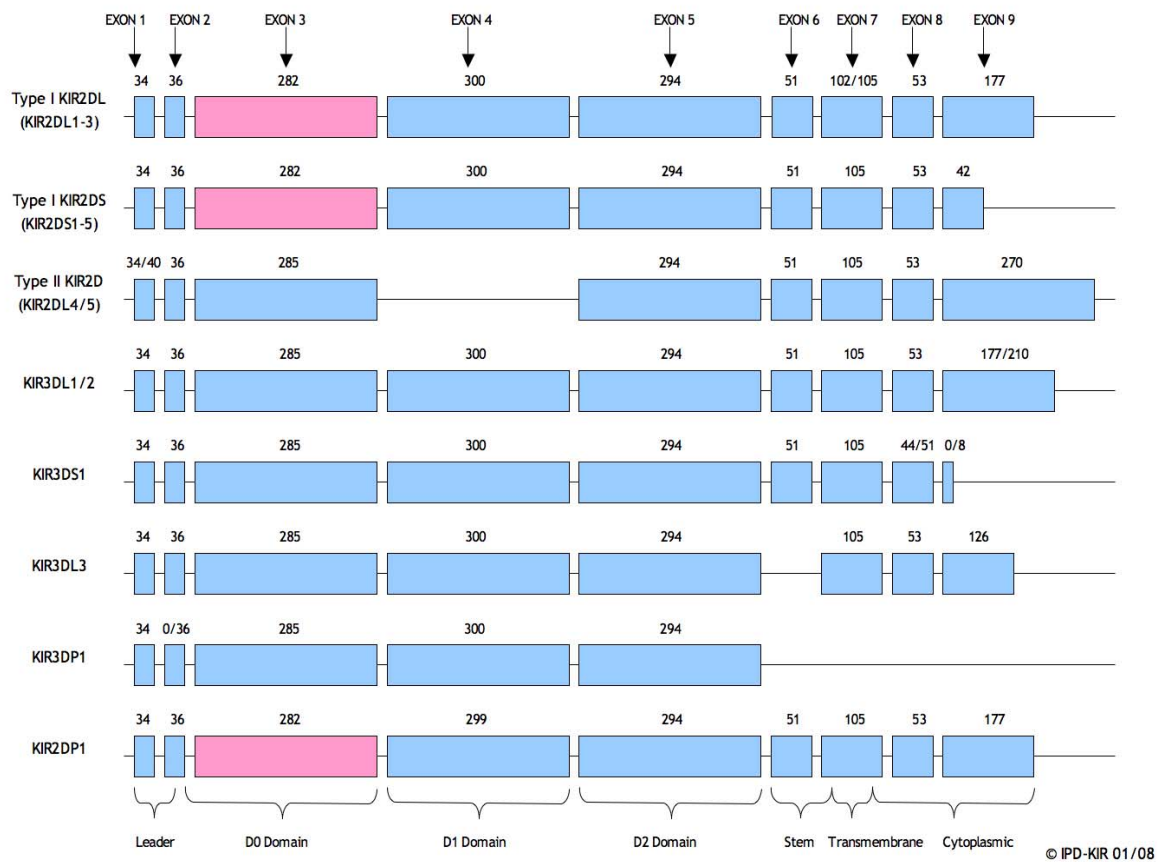 EXON 1 EXON 2 EXON 3 EXON 4 EXON 5 EXON 6 EXON 7 EXON 8 EXON 9
34 36 282 300 294 51 102/105 53 177
Type I KIR2DL
(KIR2DL1-3)
34 36 282 300 294 51 105 53 42
Type I KIR2DS
(KIR2DS1-5)
34/40 36 285 294 51 105 53 270
Type II KIR2D
(KIR2DL4/5)
34 36 285 300 294 51 105 53 177/210
KIR3DL1/2
34 36 285 300 294 51 105 44/51 0/8
KIR3DS1
34 36 285 300 294 105 53 126
KIR3DL3
34 0/36 285 300 294
KIR3DP1
34 36 282 299 294 51 105 53 177
KIR2DP1
Leader D0 Domain D1 Domain D2 Domain Stem Transmembrane Cytoplasmic
© IPD-KIR 01/08